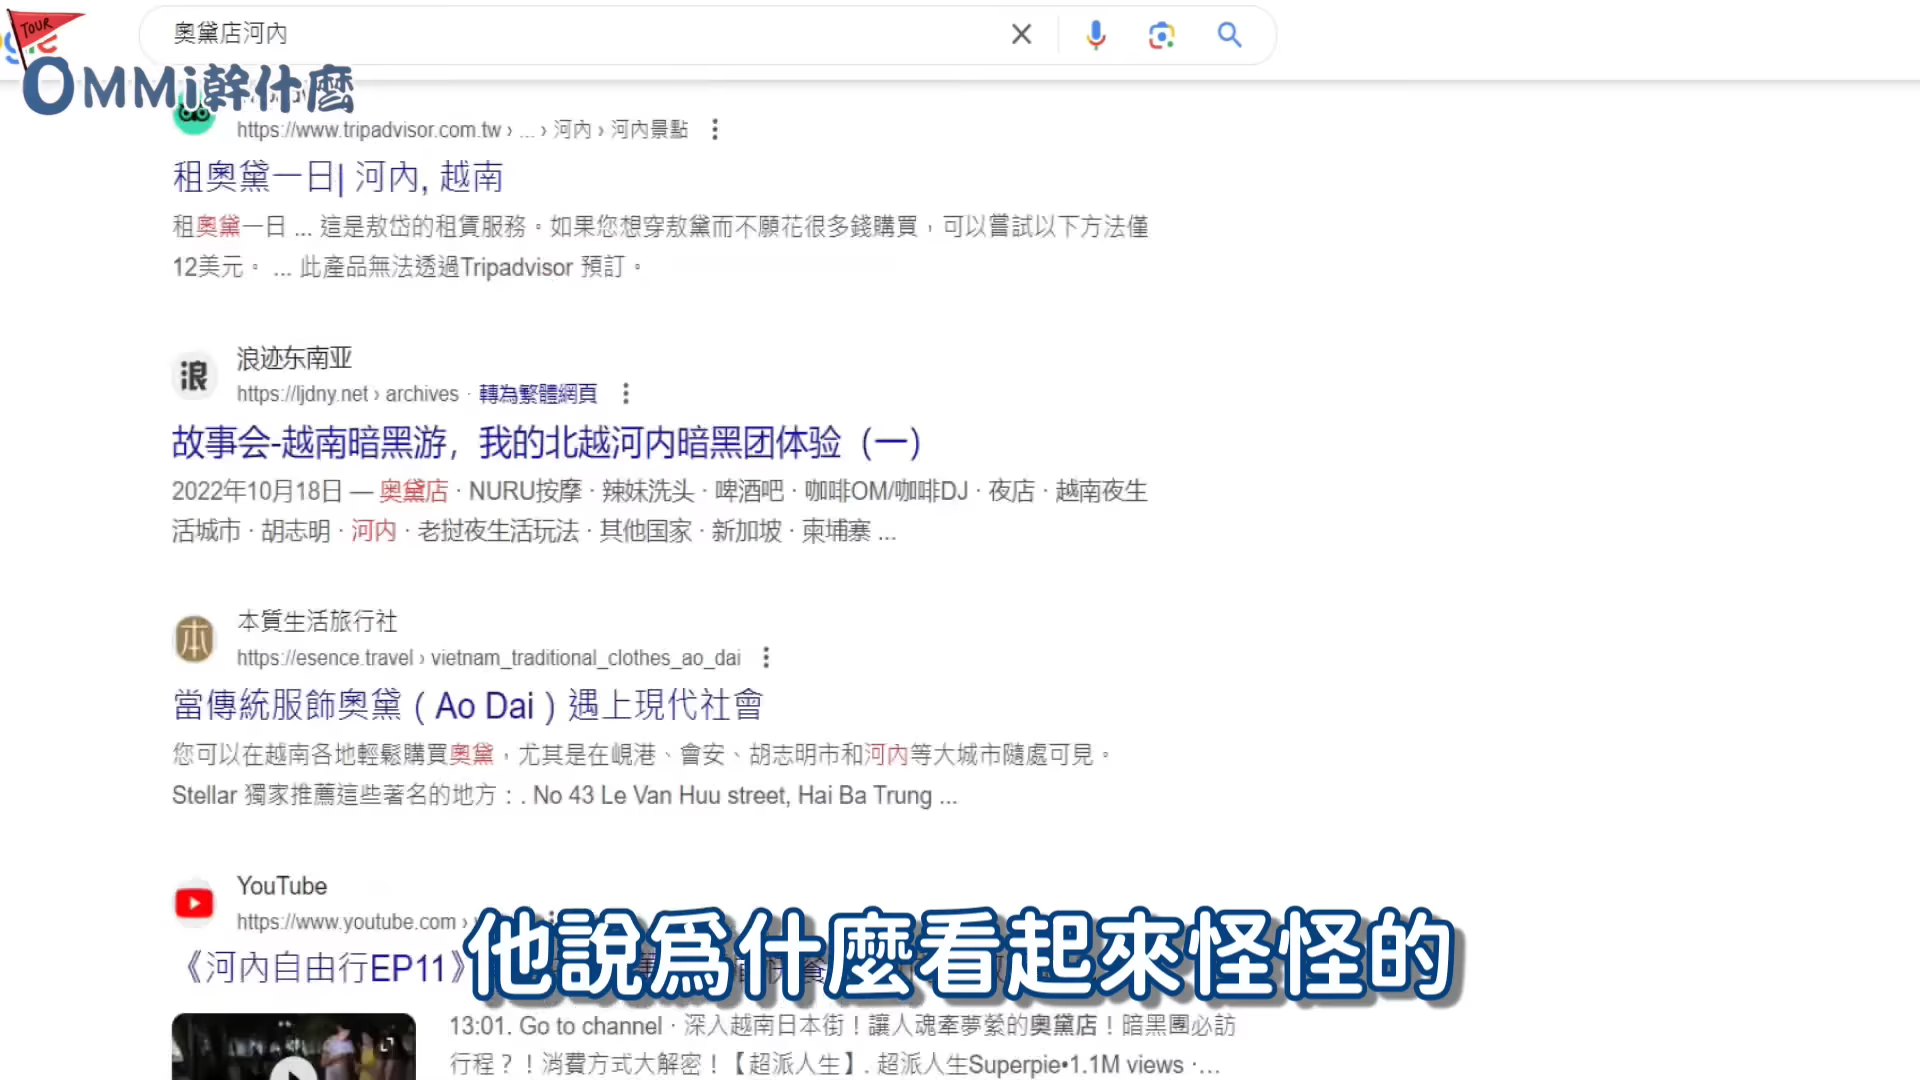 TOUR
奧黛店河內
OMMi幹什麼
https://www.tripadvisor.com.tw › ... › 河內 › 河內景點
租奧黛一日| 河內, 越南
租奧黛一日 ... 這是敖岱的租賃服務。如果您想穿敖黛而不願花很多錢購買，可以嘗試以下方法僅
12美元。 ... 此產品無法透過Tripadvisor 預訂。
浪迹东南亚
https://ljdny.net › archives · 轉為繁體網頁
故事会-越南暗黑游，我的北越河内暗黑团体验（一）
2022年10月18日 — 奥黛店 · NURU按摩 · 辣妹洗头 · 啤酒吧 · 咖啡OM/咖啡DJ · 夜店 · 越南夜生
活城市 · 胡志明 · 河内 · 老挝夜生活玩法 · 其他国家 · 新加坡 · 柬埔寨 ...
本質生活旅行社
https://esence.travel › vietnam_traditional_clothes_ao_dai
當傳統服飾奧黛（Ao Dai）遇上現代社會
您可以在越南各地輕鬆購買奧黛，尤其是在峴港、會安、胡志明市和河內等大城市隨處可見。
Stellar 獨家推薦這些著名的地方：. No 43 Le Van Huu street, Hai Ba Trung ...
YouTube
https://www.youtube.com ›
《河內自由行EP11》
他說為什麼看起來怪怪的
13:01. Go to channel · 深入越南日本街！讓人魂牽夢縈的奧黛店！暗黑團必訪
行程？！消費方式大解密！【超派人生】. 超派人生Superpie•1.1M views ·...